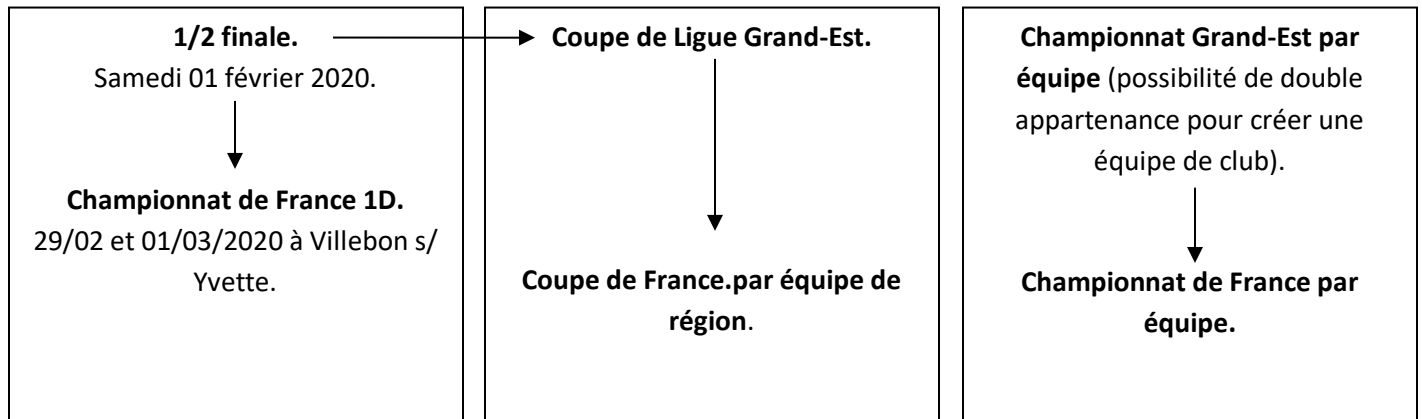 1/2 finale.
Samedi 01 février 2020.
Championnat de France 1D.
29/02 et 01/03/2020 à Villebon s/
Yvette.
Coupe de Ligue Grand-Est.
Coupe de France.par équipe de
région.
Championnat Grand-Est par
équipe (possibilité de double
appartenance pour créer une
équipe de club).
Championnat de France par
équipe.